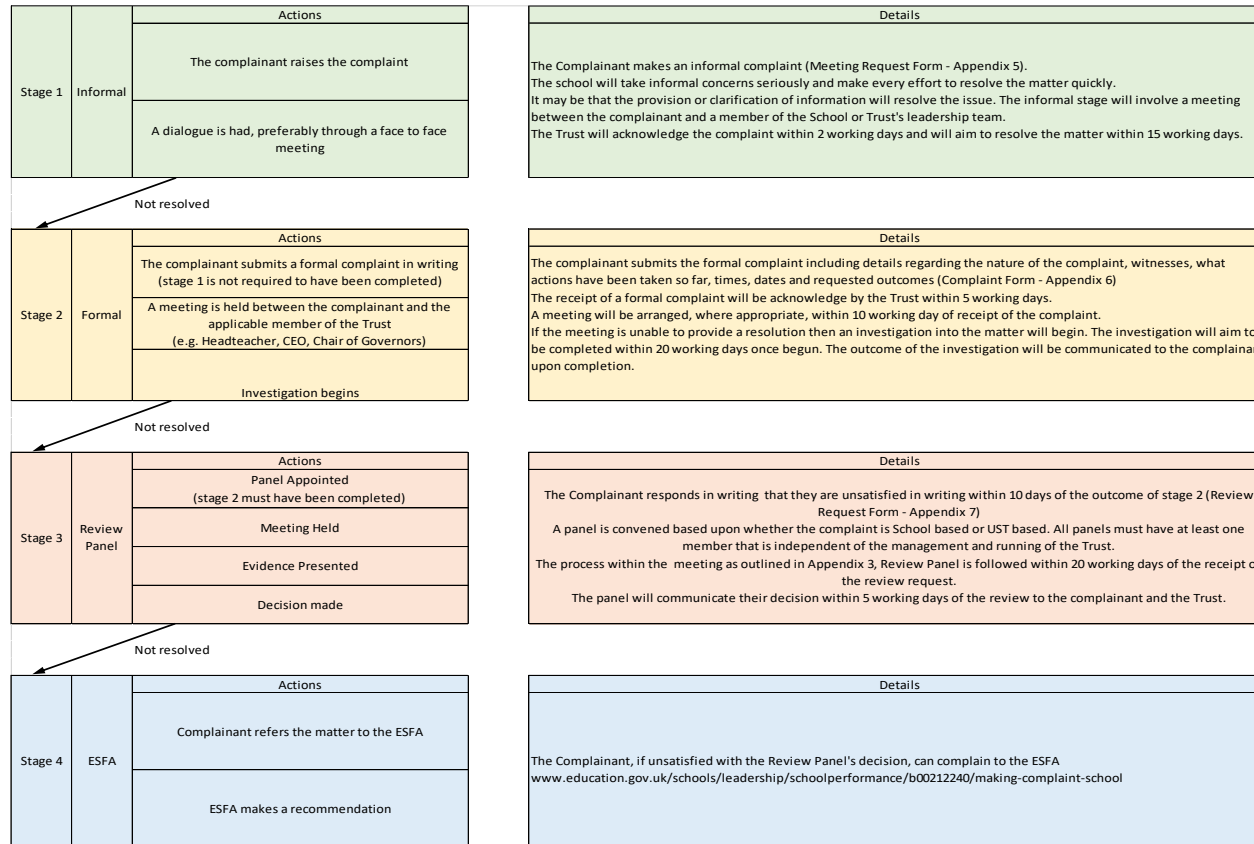 Actions
Stage 1
Informal
The complainant raises the complaint
A dialogue is had, preferably through a face to face
meeting
Details
The Complainant makes an informal complaint (Meeting Request Form - Appendix 5).
The school will take informal concerns seriously and make every effort to resolve the matter quickly.
It may be that the provision or clarification of information will resolve the issue. The informal stage will involve a meeting
between the complainant and a member of the School or Trust's leadership team.
The Trust will acknowledge the complaint within 2 working days and will aim to resolve the matter within 15 working days.
Not resolved
Actions
Stage 2
Formal
The complainant submits a formal complaint in writing
(stage 1 is not required to have been completed)
A meeting is held between the complainant and the
applicable member of the Trust
(e.g. Headteacher, CEO, Chair of Governors)
Investigation begins
Details
The complainant submits the formal complaint including details regarding the nature of the complaint, witnesses, what
actions have been taken so far, times, dates and requested outcomes (Complaint Form - Appendix 6)
The receipt of a formal complaint will be acknowledge by the Trust within 5 working days.
A meeting will be arranged, where appropriate, within 10 working day of receipt of the complaint.
If the meeting is unable to provide a resolution then an investigation into the matter will begin. The investigation will aim to
be completed within 20 working days once begun. The outcome of the investigation will be communicated to the
upon completion.
Not resolved
Actions
Stage 3
Review
Panel
Panel Appointed
(stage 2 must have been completed)
Meeting Held
Evidence Presented
Decision made
Details
The Complainant responds in writing that they are unsatisfied in writing within 10 days of the outcome of stage 2 (Review
Request Form - Appendix 7)
A panel is convened based upon whether the complaint is School based or UST based. All panels must have at least one
member that is independent of the management and running of the Trust.
The process within the meeting as outlined in Appendix 3, Review Panel is followed within 20 working days of the receipt
the review request.
The panel will communicate their decision within 5 working days of the review to the complainant and the Trust.
Not resolved
Actions
Stage 4
ESFA
Complainant refers the matter to the ESFA
ESFA makes a recommendation
Details
The Complainant, if unsatisfied with the Review Panel's decision, can complain to the ESFA
www.education.gov.uk/schools/leadership/schoolperformance/b00212240/making-complaint-school